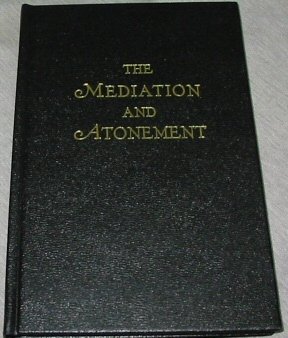 THE
MEDIATION
AND
ATONEMENT